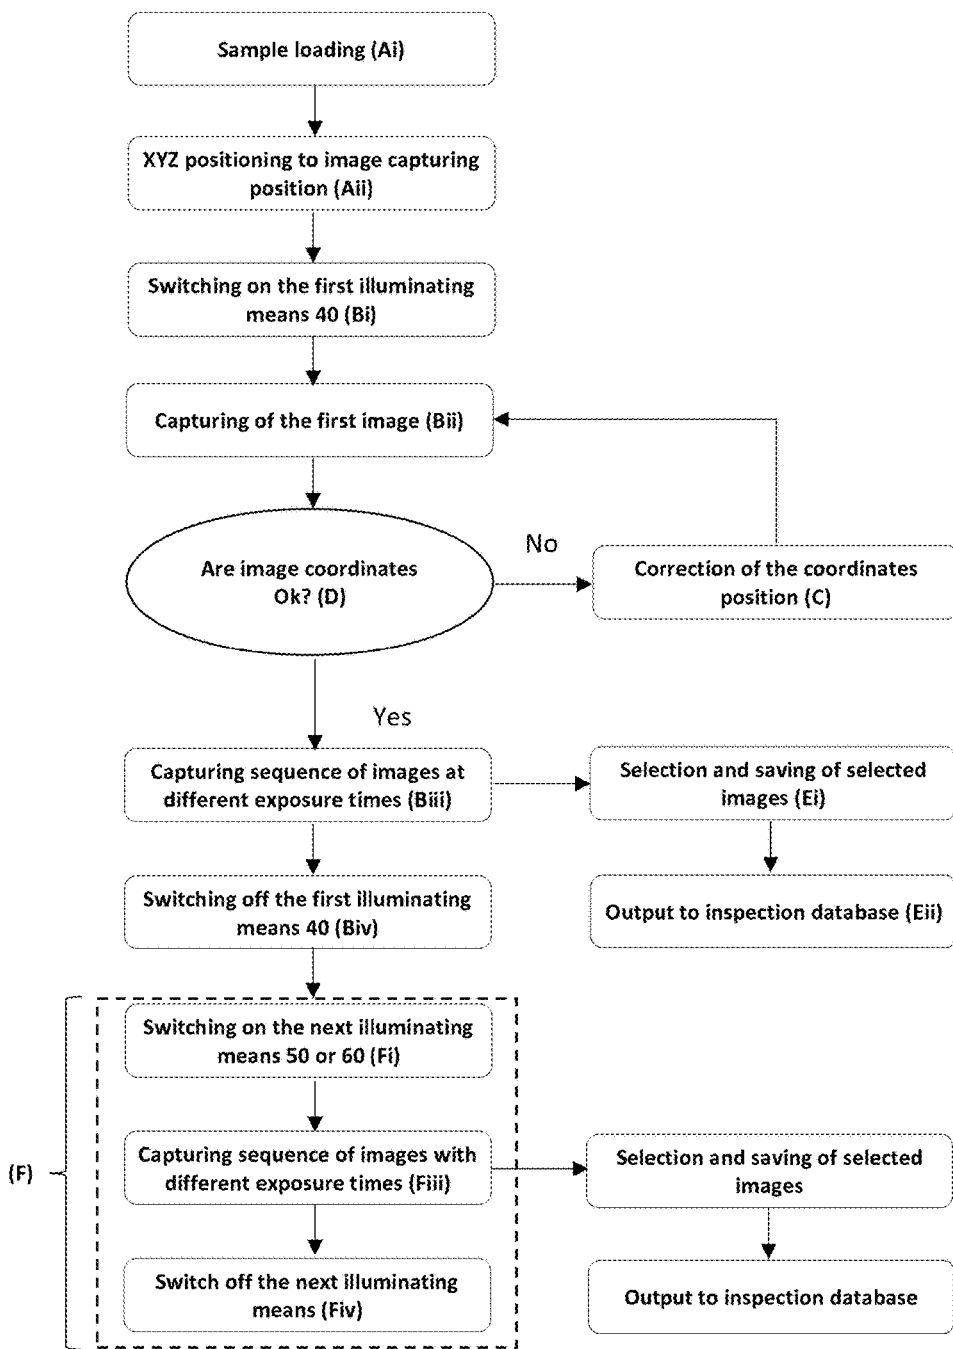 Sample loading (Ai)
XYZ positioning to image capturing
position (Aii)
Switching on the first illuminating
means 40 (Bi)
Capturing of the first image (Bii)
Are image coordinates
Ok? (D)
No
Correction of the coordinates
position (C)
Yes
Capturing sequence of images at
different exposure times (Biii)
Selection and saving of selected
images (Ei)
Switching off the first illuminating
means 40 (Biv)
Output to inspection database (Eii)
(F)
Switching on the next illuminating
means 50 or 60 (Fi)
Capturing sequence of images with
different exposure times (Fiii)
Selection and saving of selected
images
Switch off the next illuminating
means (Fiv)
Output to inspection database